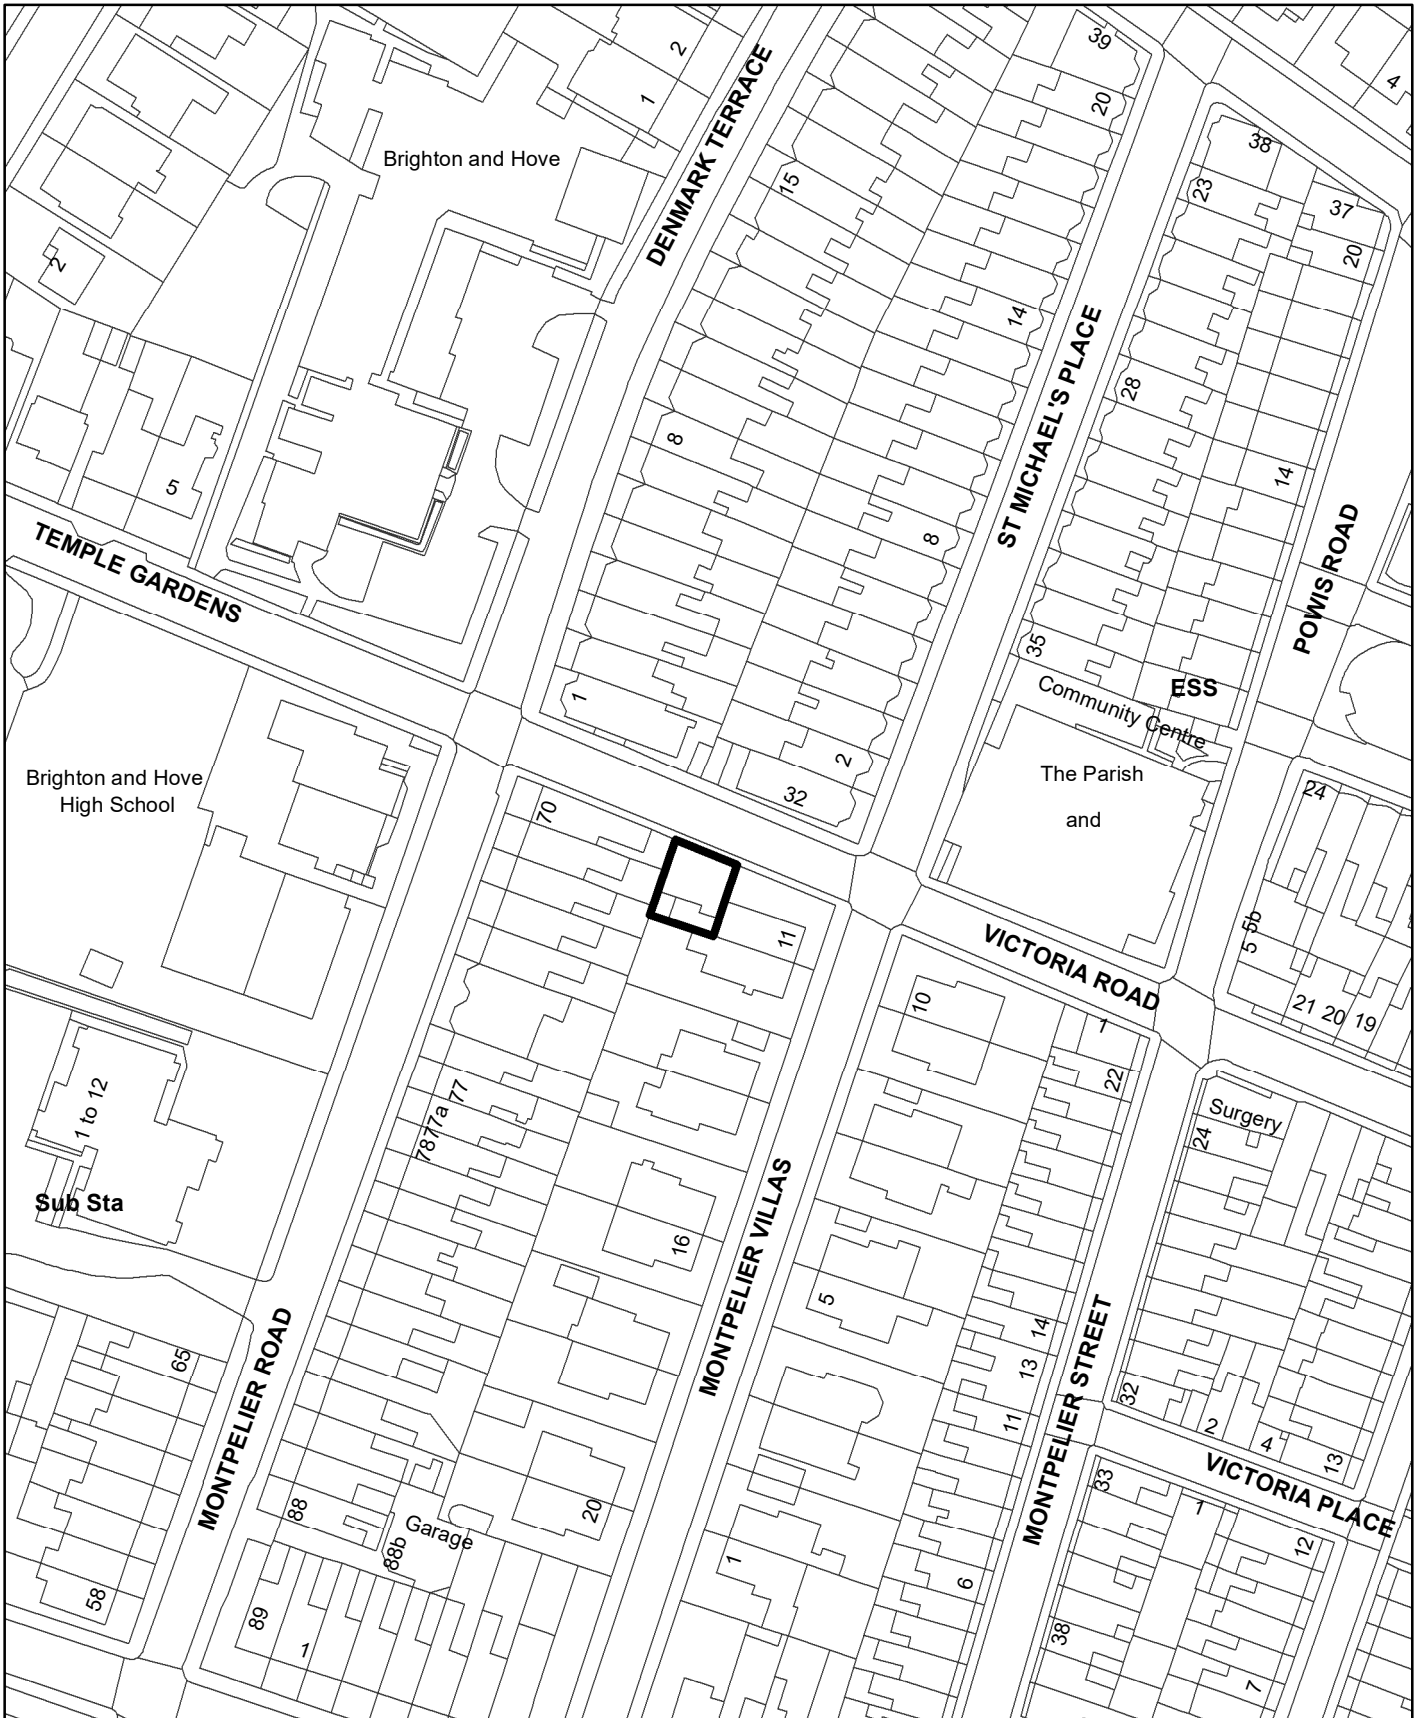 39
2
1
20
4
Brighton and Hove
DENMARK TERRACE
38
15
23
37
2
20
14
ST MICHAEL'S PLACE
28
8
14
5
TEMPLE GARDENS
8
POWIS ROAD
35
1
Community Centre
ESS
2
The Parish
and
32
Brighton and Hove
High School
24
70
11
5b
5
VICTORIA ROAD
10
21
20
19
1
22
77
77a
78
1 to 12
Surgery
24
Sub Sta
16
MONTPELIER VILLAS
5
14
13
11
MONTPELIER STREET
65
MONTPELIER ROAD
32
2
4
13
VICTORIA PLACE
33
1
12
88
Garage
88b
20
1
6
58
89
1
38
7